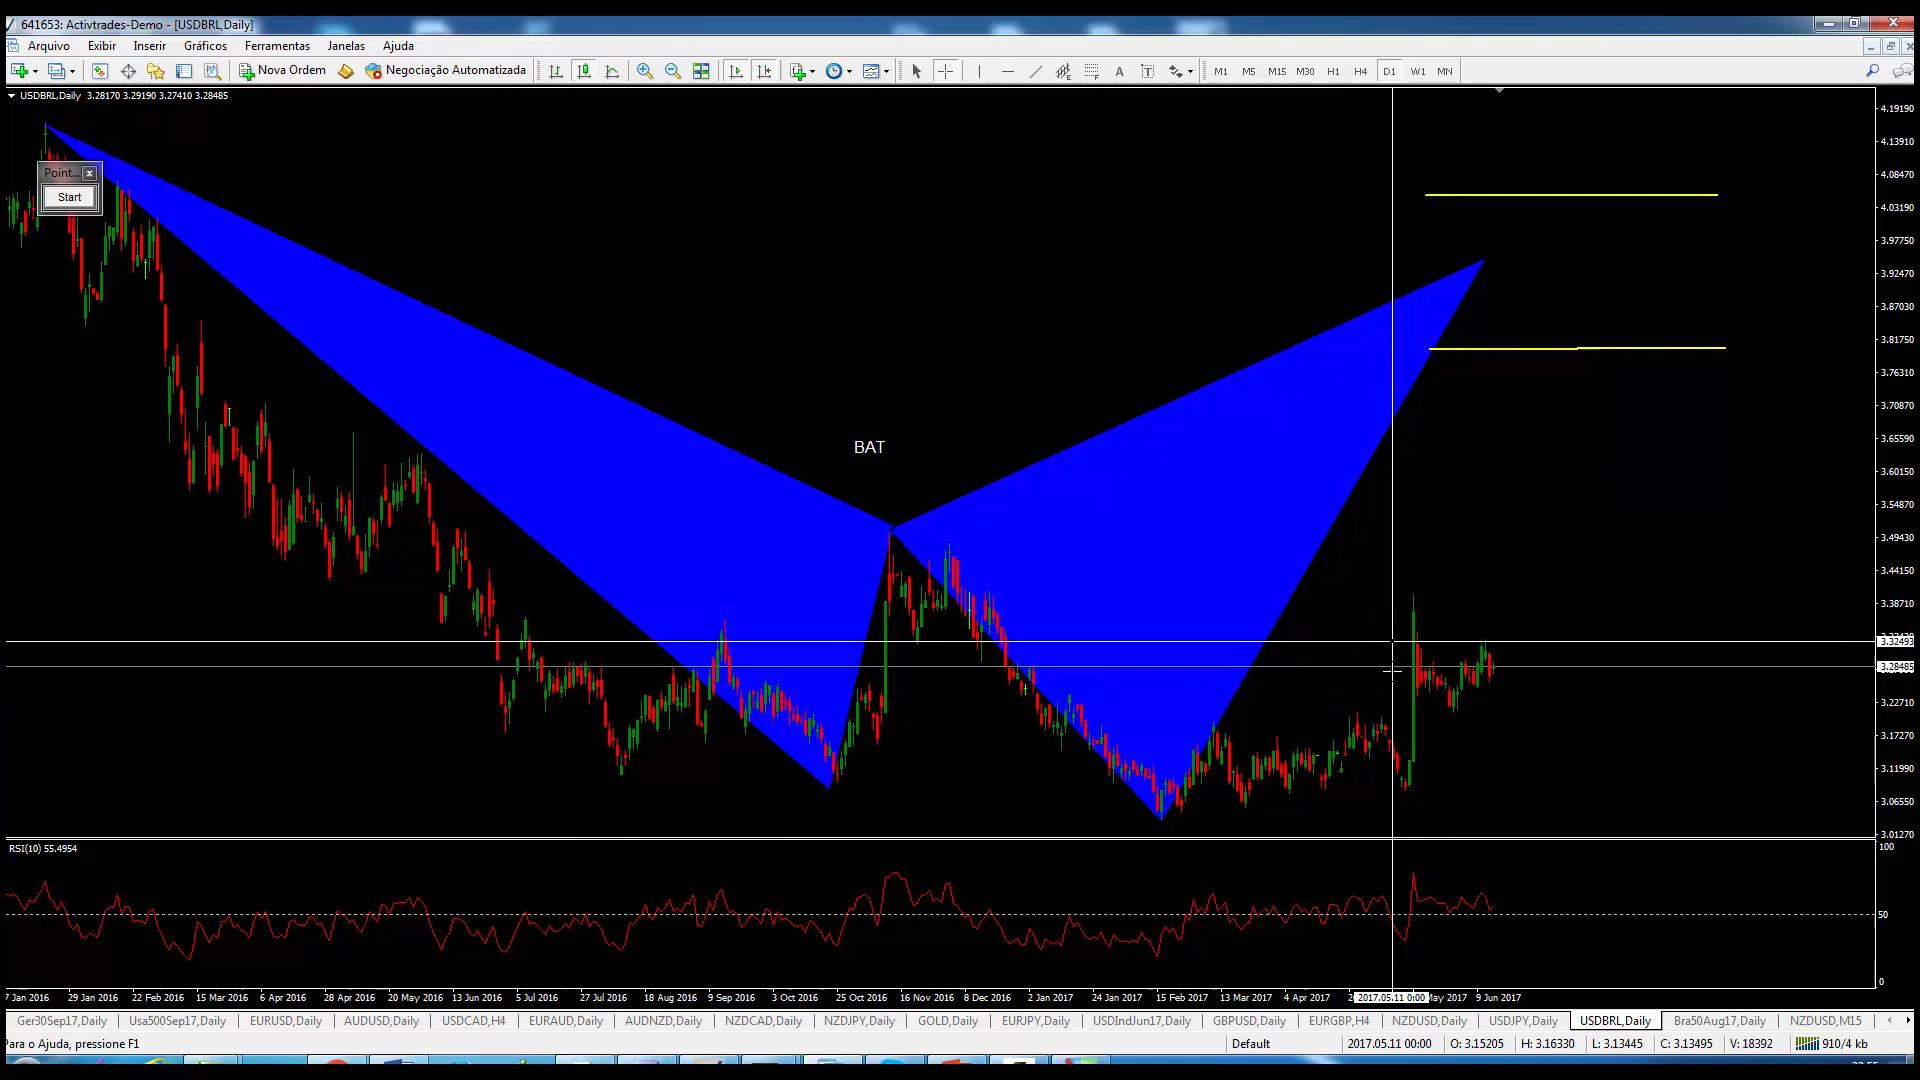 641653: Activtrades-Demo - [USDBRL,Daily]
Arquivo Exibir Inserir Gráficos Ferramentas Janelas Ajuda
Nova Ordem Negociação Automatizada A T M1 M5 M15 M30 H1 H4 D1 W1 MN
USDBRL,Daily 3.28170 3.29190 3.27410 3.28485
4.19190
4.13910
Point...
Start
4.08470
4.03190
3.97750
3.92470
3.87030
3.81750
3.76310
3.70870
BAT
3.65590
3.60150
3.54870
3.49430
3.44150
3.38710
3.32493
3.28485
3.22710
3.17270
3.11990
3.06550
3.01270
RSI(10) 55.4954
100
50
0
7 Jan 2016 29 Jan 2016 22 Feb 2016 15 Mar 2016 6 Apr 2016 28 Apr 2016 20 May 2016 13 Jun 2016 5 Jul 2016 27 Jul 2016 18 Aug 2016 9 Sep 2016 3 Oct 2016 25 Oct 2016 16 Nov 2016 8 Dec 2016 2 Jan 2017 24 Jan 2017 15 Feb 2017 13 Mar 2017 4 Apr 2017 2017.05.11 0:00 May 2017 9 Jun 2017
Ger30Sep17,Daily Usa500Sep17,Daily EURUSD,Daily AUDUSD,Daily USDCAD,H4 EURAUD,Daily AUDNZD,Daily NZDCAD,Daily NZDJPY,Daily GOLD,Daily EURJPY,Daily USDIndJun17,Daily GBPUSD,Daily EURGBP,H4 NZDUSD,Daily USDJPY,Daily USDBRL,Daily Bra50Aug17,Daily NZDUSD,M15
Para o Ajuda, pressione F1 Default 2017.05.11 00:00 O: 3.15205 H: 3.16330 L: 3.13445 C: 3.13495 V: 18392 910/4 kb